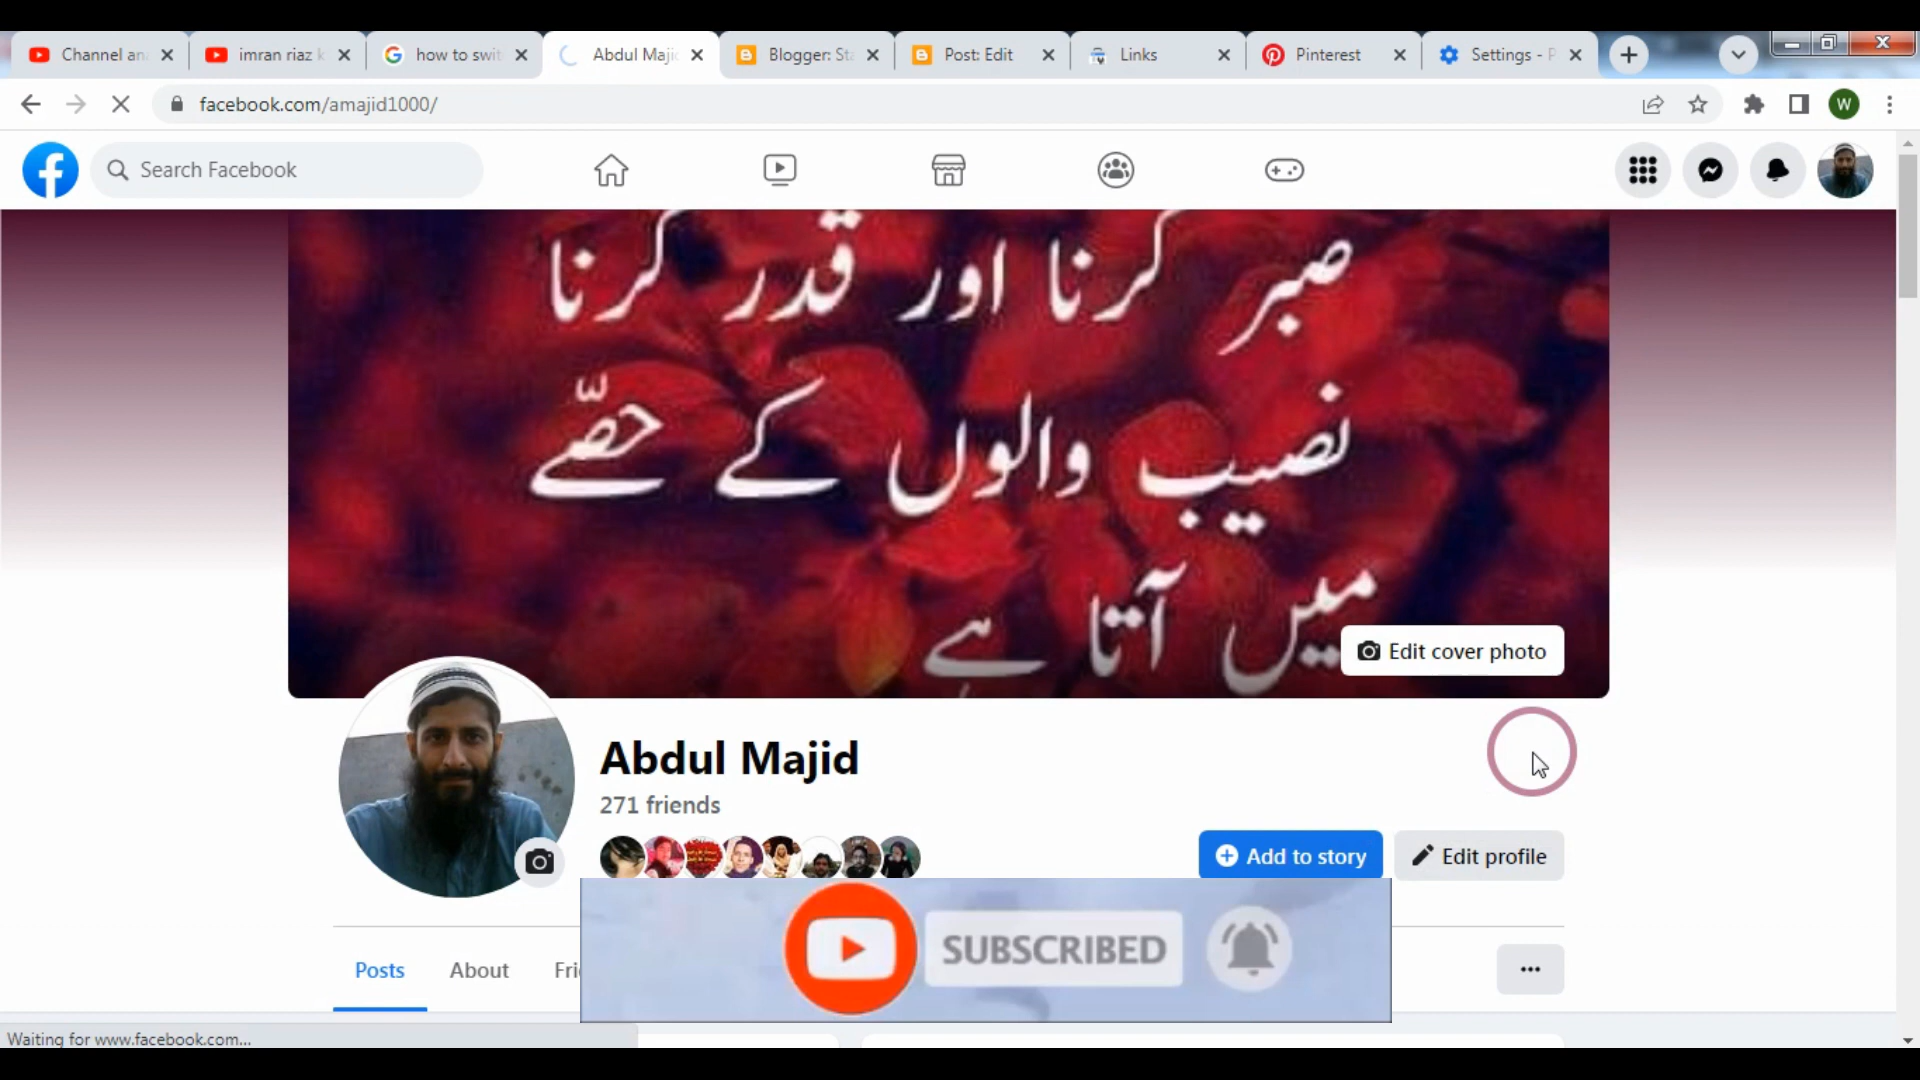 Channel an
imran riaz k
how to swit
Abdul Maji
Blogger: St
Post: Edit
Links
Pinterest
Settings - P
facebook.com/amajid1000/
W
Search Facebook
صبر کرنا اور قدر کرنا
نصیب والوں کے حصّے
میں آتا ہے
Edit cover photo
Abdul Majid
271 friends
Add to story
Edit profile
SUBSCRIBED
Posts
About
Fri
Waiting for www.facebook.com...